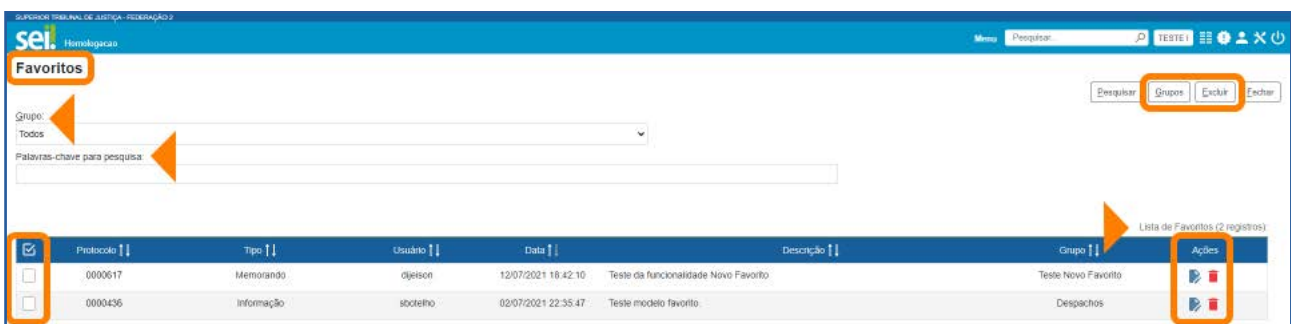 SUPERIOR TRIBUNAL DE JUSTIÇA - FEDERAÇÃO 2
sei. Homologacao Menu Pesquisar... TESTE I
Favoritos
Pesquisar Grupos Excluir Fechar
Grupo:
Todos
Palavras-chave para pesquisa:
Lista de Favoritos (2 registros):
Protocolo Tipo Usuário Data Descrição Grupo Ações
0000617 Memorando dijeison 12/07/2021 18:42:10 Teste da funcionalidade Novo Favorito Teste Novo Favorito
0000436 Informação sbotelho 02/07/2021 22:35:47 Teste modelo favorito. Despachos